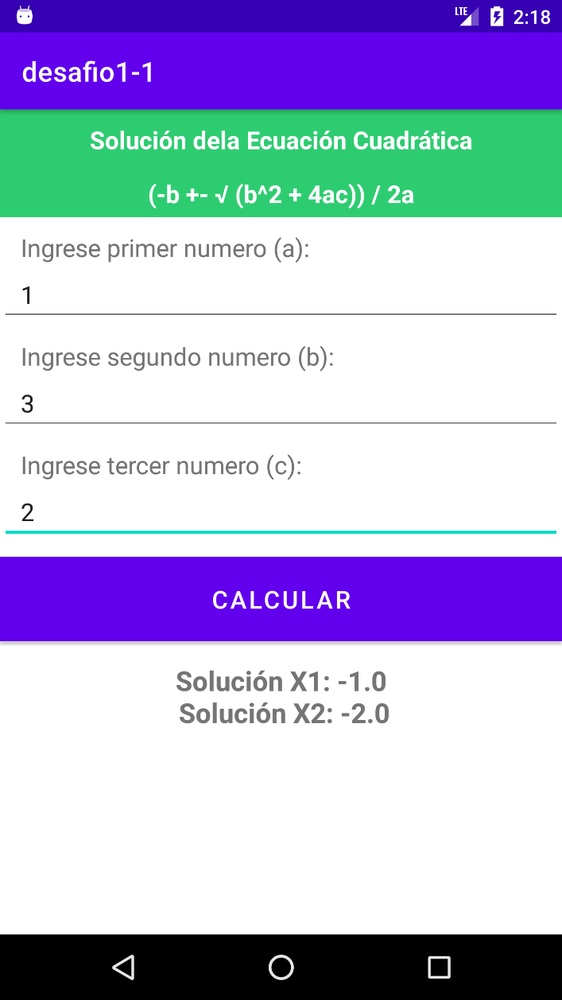 LTE 2:18
desafio1-1
Solución dela Ecuación Cuadrática
(-b +- √ (b^2 + 4ac)) / 2a
Ingrese primer numero (a):
1
Ingrese segundo numero (b):
3
Ingrese tercer numero (c):
2
CALCULAR
Solución X1: -1.0
Solución X2: -2.0